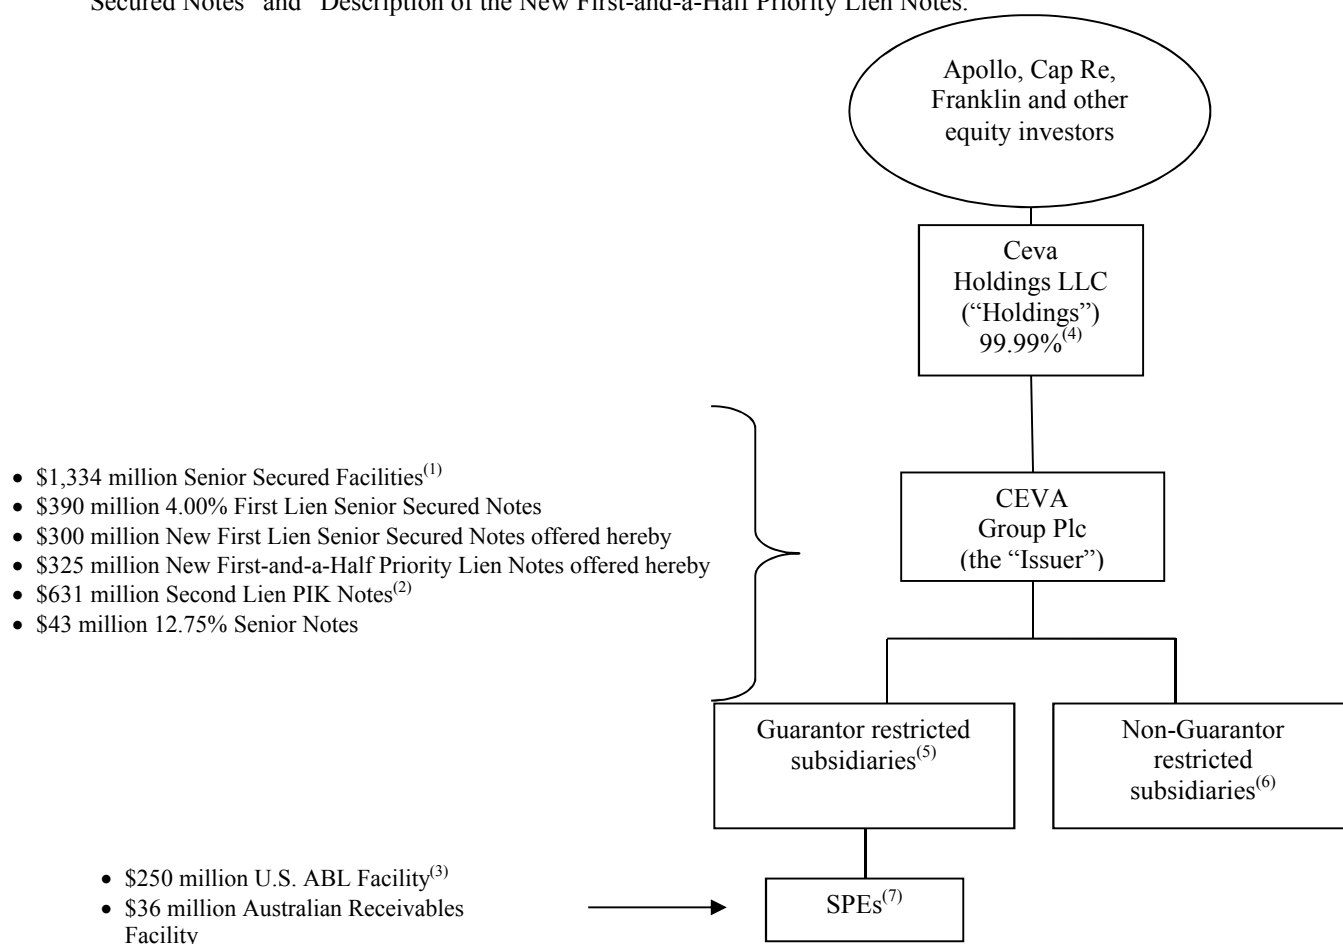 Secured Notes” and “Description of the New First-and-a-Half Priority Lien Notes.”
Apollo, Cap Re,
Franklin and other
equity investors
Ceva
Holdings LLC
(“Holdings”)
99.99%(4)
• $1,334 million Senior Secured Facilities(1)
• $390 million 4.00% First Lien Senior Secured Notes
• $300 million New First Lien Senior Secured Notes offered hereby
• $325 million New First-and-a-Half Priority Lien Notes offered hereby
• $631 million Second Lien PIK Notes(2)
• $43 million 12.75% Senior Notes
CEVA
Group Plc
(the “Issuer”)
Guarantor restricted
subsidiaries(5)
Non-Guarantor
restricted
subsidiaries(6)
• $250 million U.S. ABL Facility(3)
• $36 million Australian Receivables
Facility
SPEs(7)